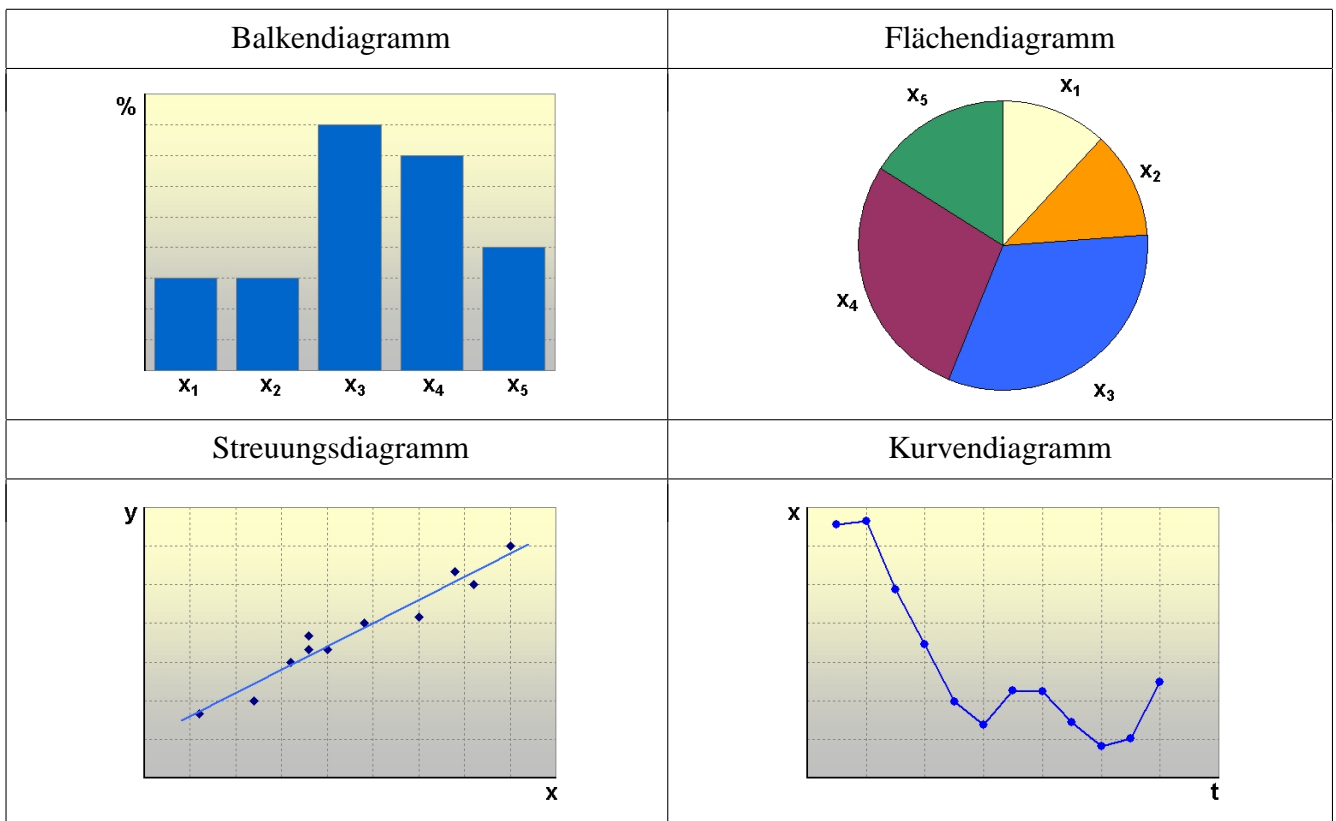 Balkendiagramm
Flächendiagramm
%
x1 x2 x3 x4 x5
x5
x1
x2
x4
x3
Streuungsdiagramm
Kurvendiagramm
y
x
x
t